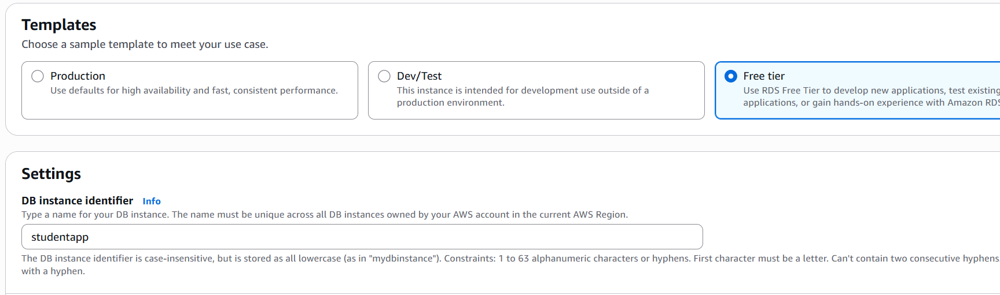 Templates
Choose a sample template to meet your use case.
Production
Use defaults for high availability and fast, consistent performance.
Dev/Test
This instance is intended for development use outside of a
production environment.
Free tier
Use RDS Free Tier to develop new applications, test existing
applications, or gain hands-on experience with Amazon RDS
Settings
DB instance identifier Info
Type a name for your DB instance. The name must be unique across all DB instances owned by your AWS account in the current AWS Region.
studentapp
The DB instance identifier is case-insensitive, but is stored as all lowercase (as in "mydbinstance"). Constraints: 1 to 63 alphanumeric characters or hyphens. First character must be a letter. Can't contain two consecutive hyphens.
with a hyphen.